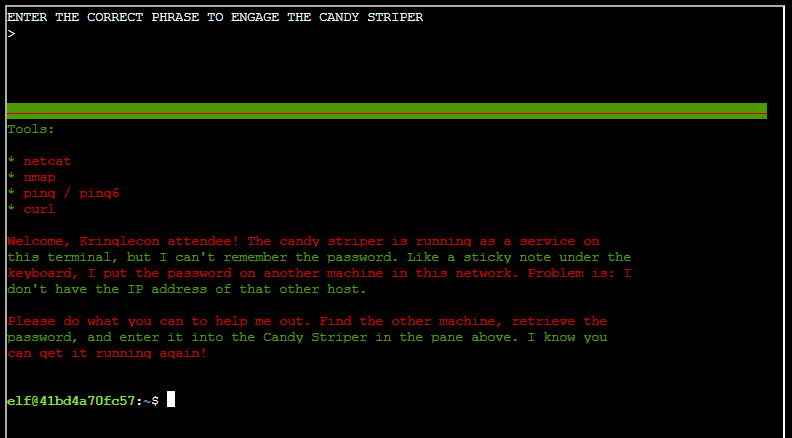 ENTER THE CORRECT PHRASE TO ENGAGE THE CANDY STRIPER
>
Tools:
* netcat
* nmap
* ping / ping6
* curl
Welcome, Kringlecon attendee! The candy striper is running as a service on
this terminal, but I can't remember the password. Like a sticky note under the
keyboard, I put the password on another machine in this network. Problem is: I
don't have the IP address of that other host.
Please do what you can to help me out. Find the other machine, retrieve the
password, and enter it into the Candy Striper in the pane above. I know you
can get it running again!
elf@41bd4a70fc57:~$